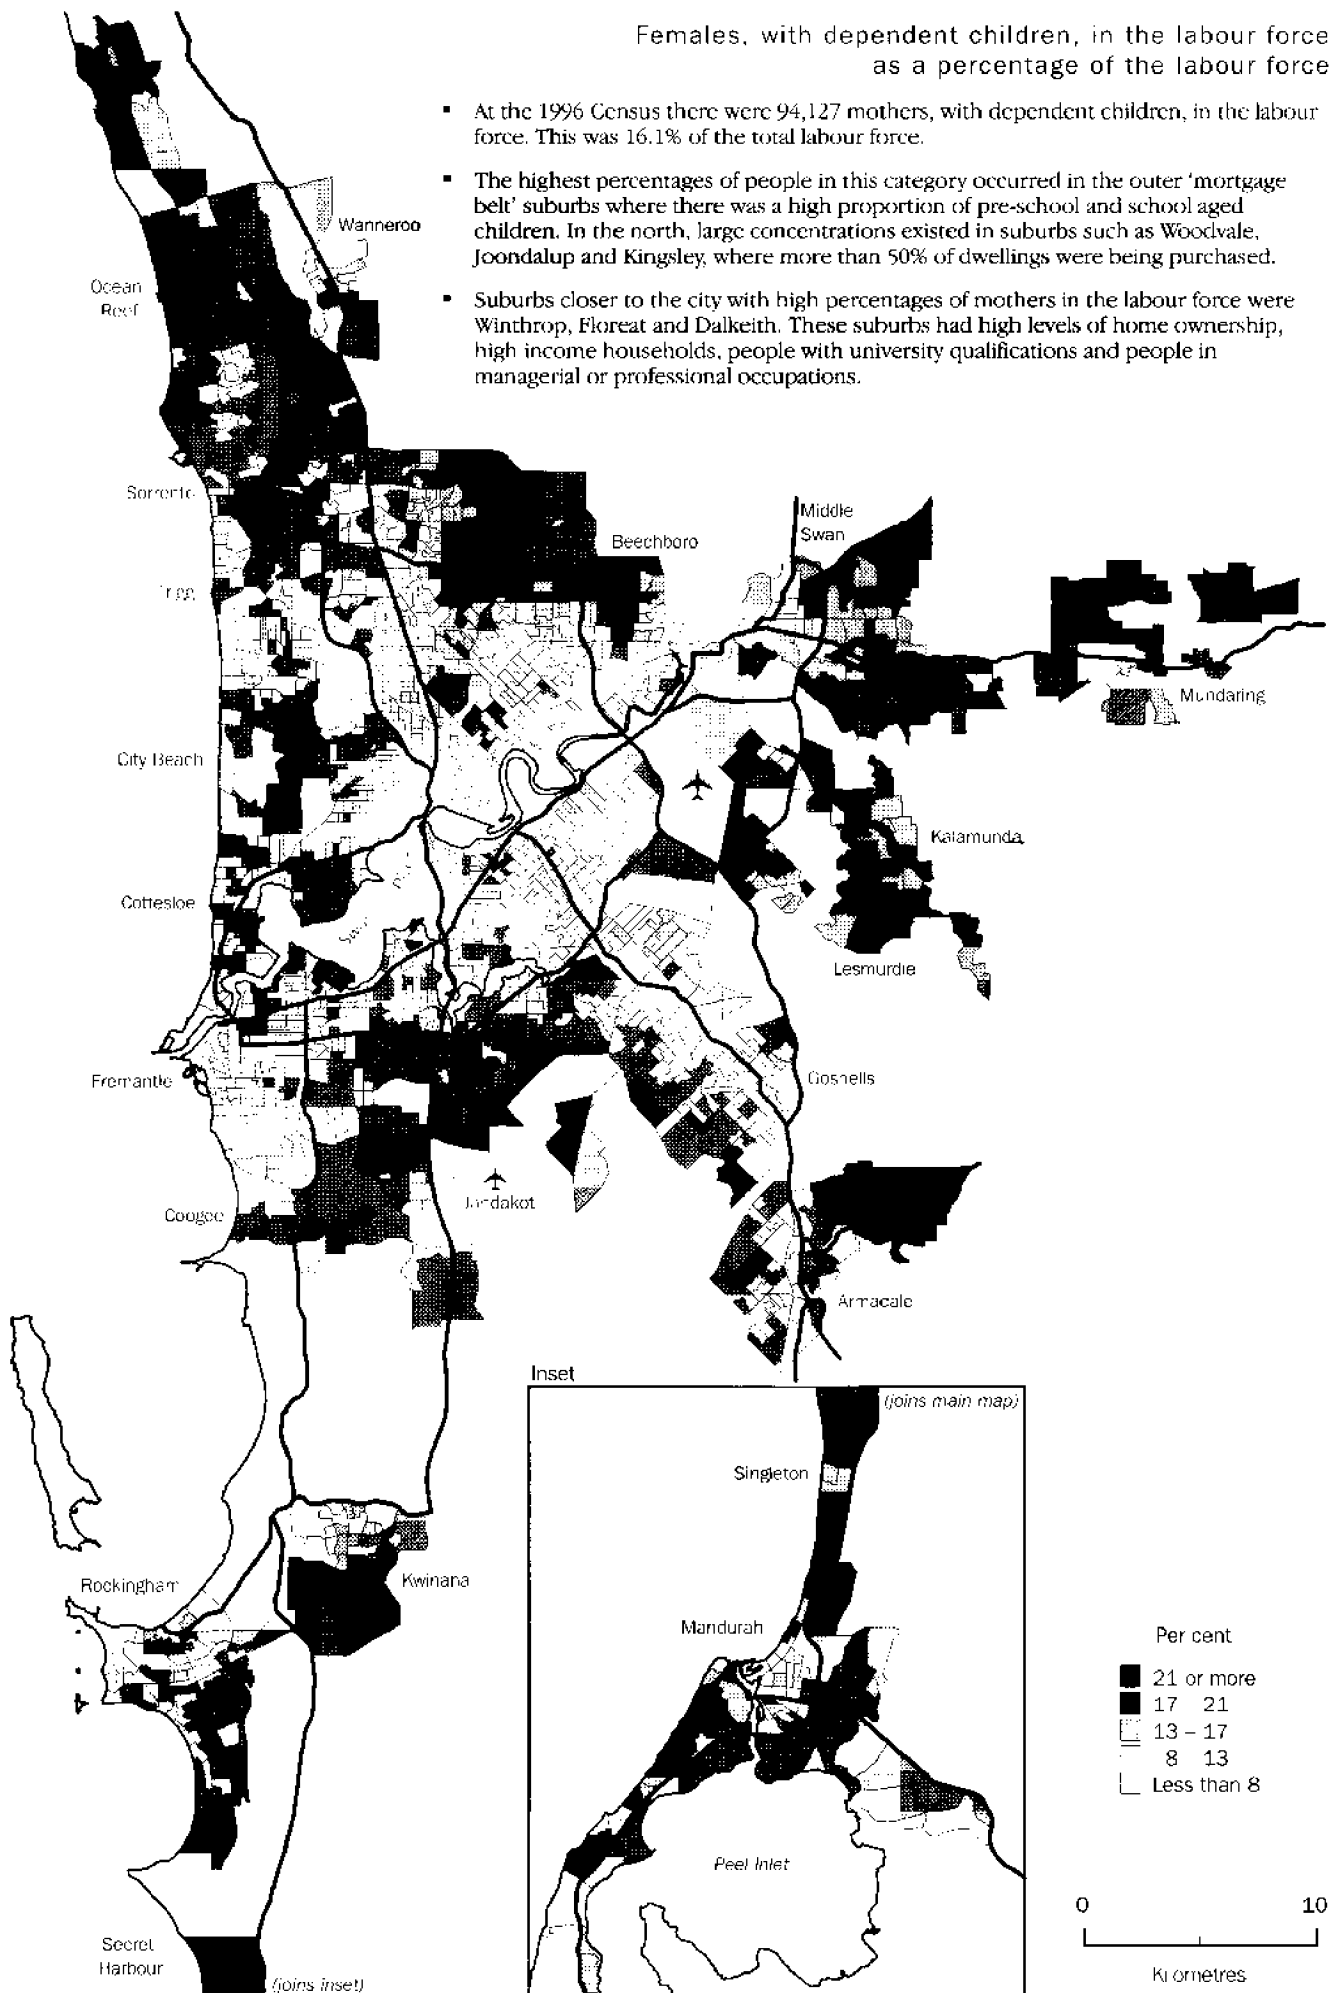 Females, with dependent children, in the labour force
as a percentage of the labour force
▪ At the 1996 Census there were 94,127 mothers, with dependent children, in the labour
force. This was 16.1% of the total labour force.
▪ The highest percentages of people in this category occurred in the outer 'mortgage
belt' suburbs where there was a high proportion of pre-school and school aged
children. In the north, large concentrations existed in suburbs such as Woodvale,
Joondalup and Kingsley, where more than 50% of dwellings were being purchased.
▪ Suburbs closer to the city with high percentages of mothers in the labour force were
Winthrop, Floreat and Dalkeith. These suburbs had high levels of home ownership,
high income households, people with university qualifications and people in
managerial or professional occupations.
Wanneroo
Ocean
Reef
Sorrento
Middle
Swan
Beechboro
Trigg
Mundaring
City Beach
Kalamunda
Cottesloe
Lesmurdie
Fremantle
Gosnells
Jandakot
Coogee
Armadale
Inset
(joins main map)
Singleton
Rockingham
Kwinana
Mandurah
Per cent
21 or more
17 21
13 – 17
8 13
Less than 8
Peel Inlet
0 10
Kilometres
Secret
Harbour
(joins inset)